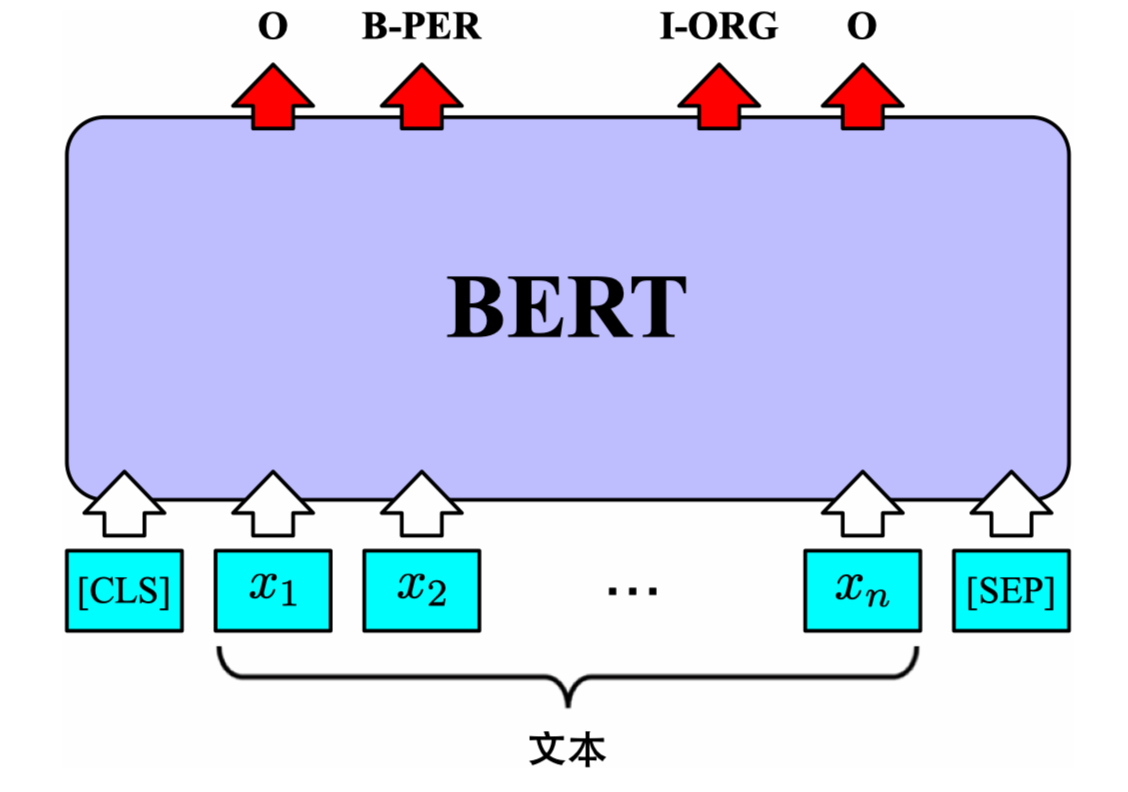 O B-PER I-ORG O
BERT
[CLS] x₁ x₂ ⋯ xₙ [SEP]
文本